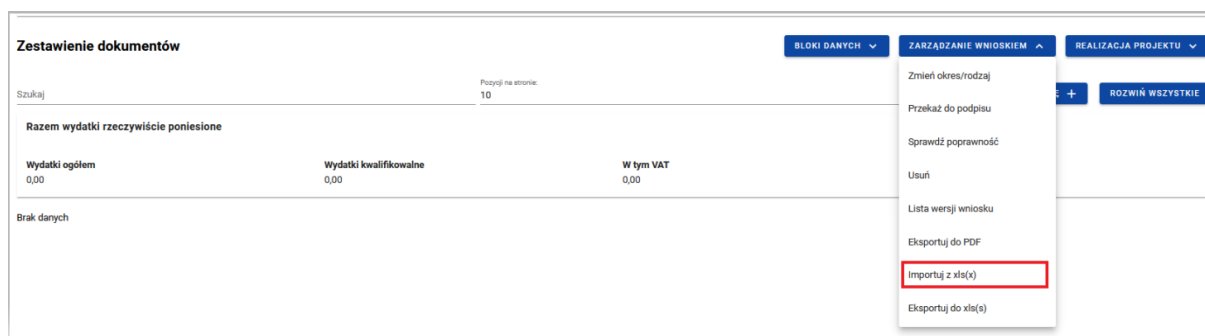 Zestawienie dokumentów
BLOKI DANYCH
ZARZĄDZANIE WNIOSKIEM
REALIZACJA PROJEKTU
Zmień okres/rodzaj
Szukaj
Pozycji na stronie:
10
ROZWIŃ WSZYSTKIE
Przekaż do podpisu
Razem wydatki rzeczywiście poniesione
Sprawdź poprawność
Wydatki ogółem
Wydatki kwalifikowalne
W tym VAT
0,00
0,00
0,00
Usuń
Lista wersji wniosku
Brak danych
Eksportuj do PDF
Importuj z xls(x)
Eksportuj do xls(s)